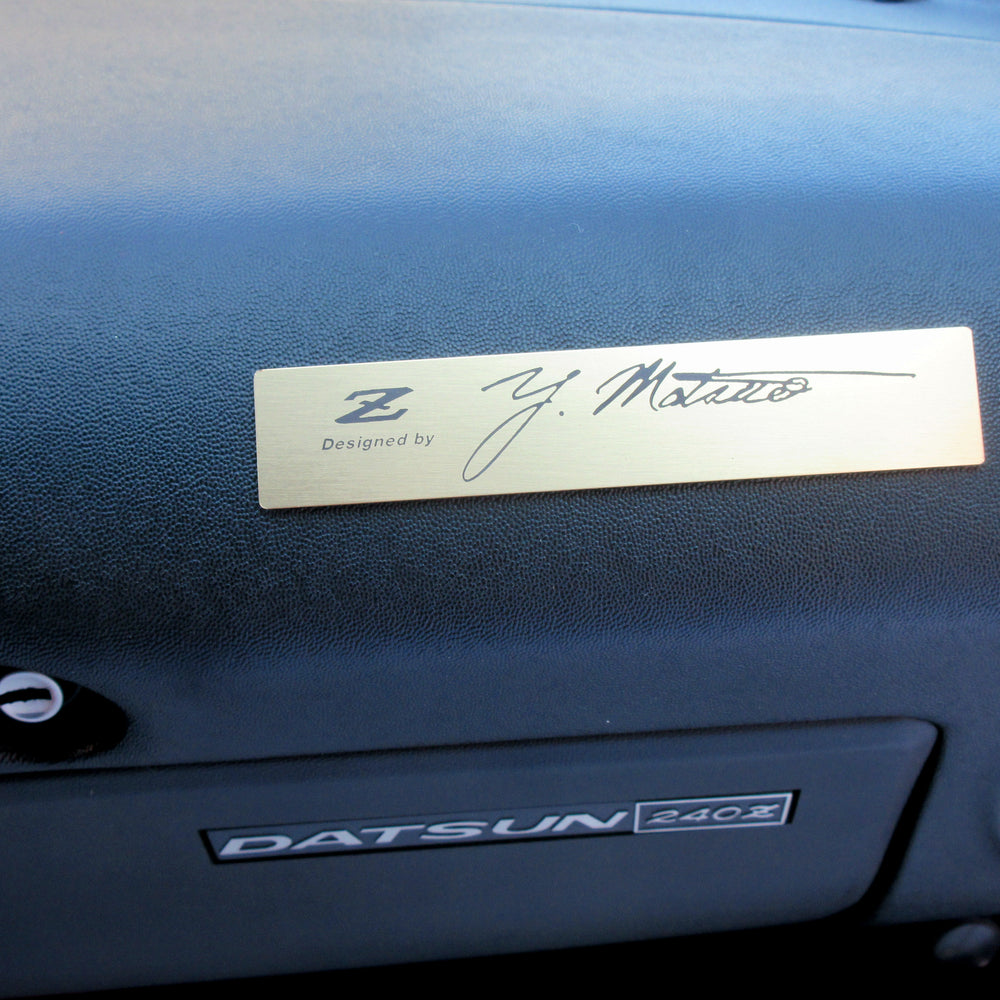 Z Y. Matsuo
Designed by
DATSUN 240Z